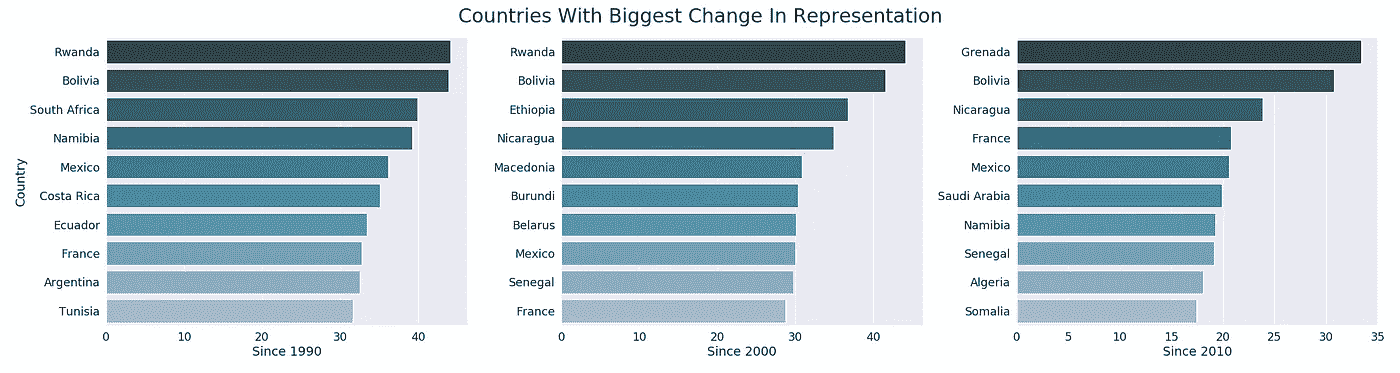 Countries With Biggest Change In Representation
Country
Rwanda
Bolivia
South Africa
Namibia
Mexico
Costa Rica
Ecuador
France
Argentina
Tunisia
0 10 20 30 40
Since 1990
Rwanda
Bolivia
Ethiopia
Nicaragua
Macedonia
Burundi
Belarus
Mexico
Senegal
France
0 10 20 30 40
Since 2000
Grenada
Bolivia
Nicaragua
France
Mexico
Saudi Arabia
Namibia
Senegal
Algeria
Somalia
0 5 10 15 20 25 30 35
Since 2010